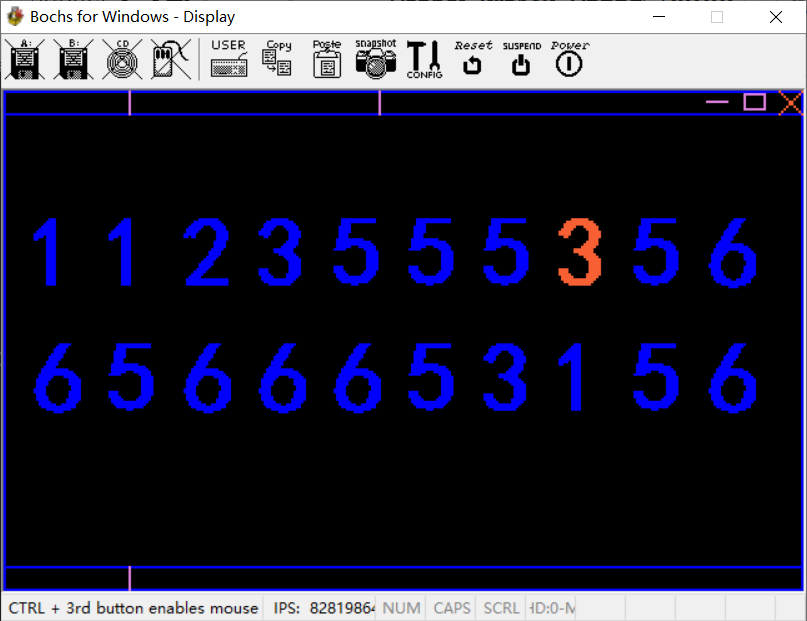 Bochs for Windows - Display
A: B: CD USER Copy Paste snapshot CONFIG Reset SUSPEND Power
1 1 2 3 5 5 5 3 5 6
6 5 6 6 6 5 3 1 5 6
CTRL + 3rd button enables mouse IPS: 82819864 NUM CAPS SCRL HD:0-M